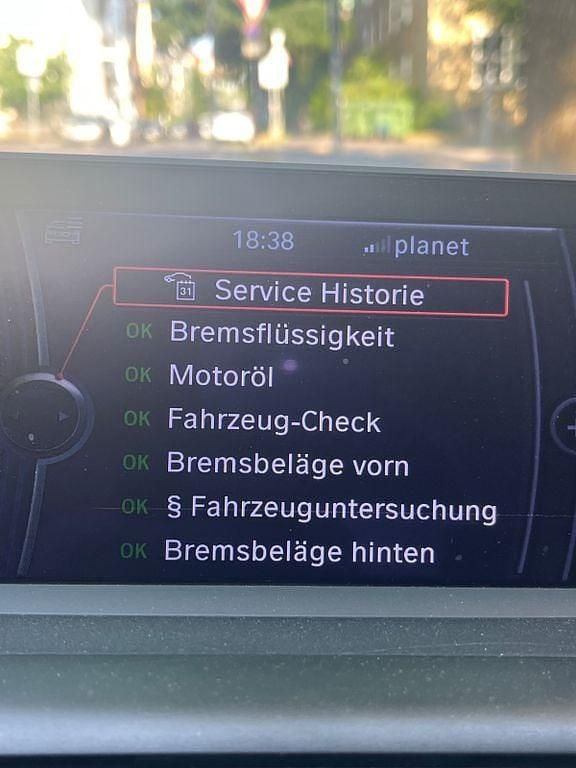 18:38 planet
31 Service Historie
OK Bremsflüssigkeit
OK Motoröl
OK Fahrzeug-Check
OK Bremsbeläge vorn
OK § Fahrzeuguntersuchung
OK Bremsbeläge hinten